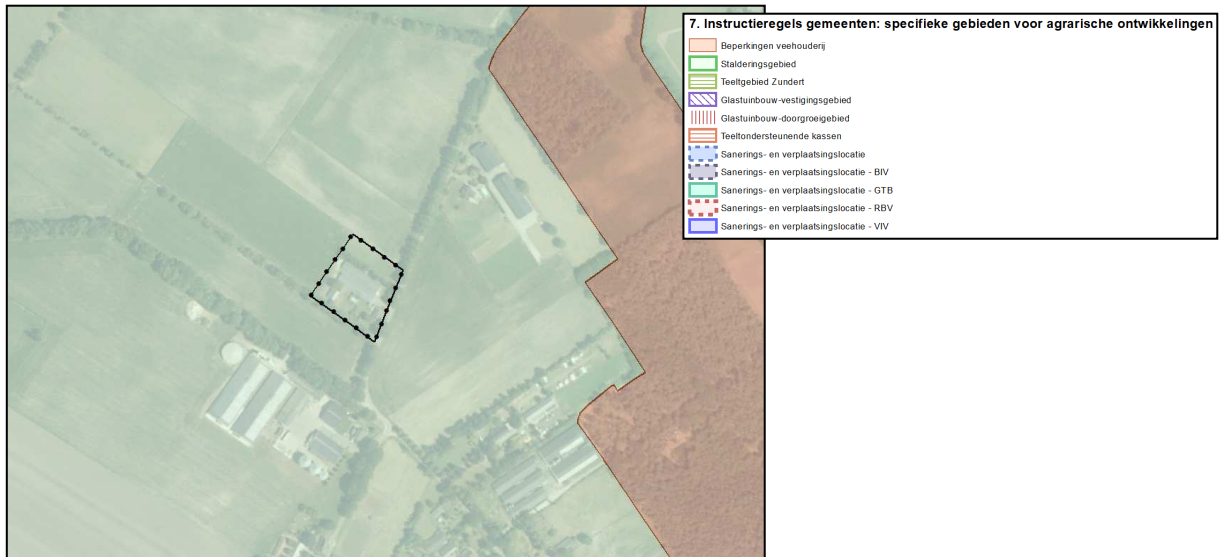 7. Instructieregels gemeenten: specifieke gebieden voor agrarische ontwikkelingen
Beperkingen veehouderij
Stalderingsgebied
Teeltgebied Zundert
Glastuinbouw-vestigingsgebied
Glastuinbouw-doorgroeigebied
Teeltondersteunende kassen
Sanerings- en verplaatsingslocatie
Sanerings- en verplaatsingslocatie - BIV
Sanerings- en verplaatsingslocatie - GTB
Sanerings- en verplaatsingslocatie - RBV
Sanerings- en verplaatsingslocatie - VIV